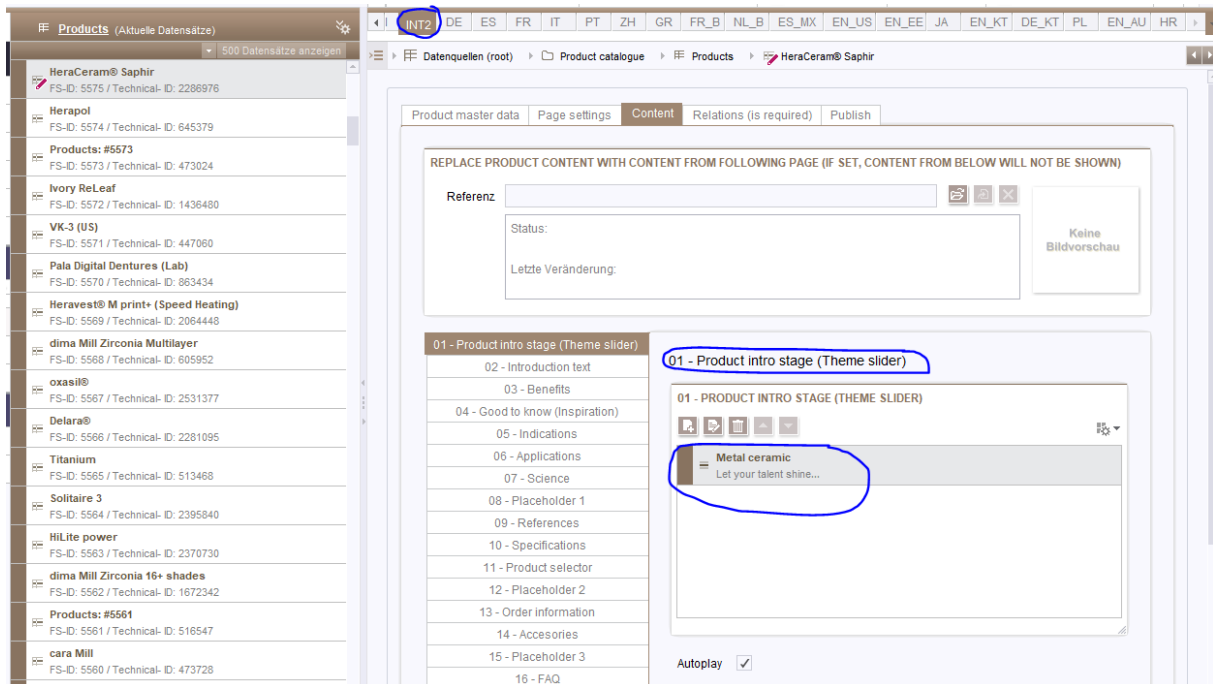 Products (Aktuelle Datensätze)
500 Datensätze anzeigen
HeraCeram® Saphir
FS-ID: 5575 / Technical- ID: 2286976
Herapol
FS-ID: 5574 / Technical- ID: 645379
Products: #5573
FS-ID: 5573 / Technical- ID: 473024
Ivory ReLeaf
FS-ID: 5572 / Technical- ID: 1436480
VK-3 (US)
FS-ID: 5571 / Technical- ID: 447060
Pala Digital Dentures (Lab)
FS-ID: 5570 / Technical- ID: 863434
Heravest® M print+ (Speed Heating)
FS-ID: 5569 / Technical- ID: 2064448
dima Mill Zirconia Multilayer
FS-ID: 5568 / Technical- ID: 605952
oxasil®
FS-ID: 5567 / Technical- ID: 2531377
Delara®
FS-ID: 5566 / Technical- ID: 2281095
Titanium
FS-ID: 5565 / Technical- ID: 513468
Solitaire 3
FS-ID: 5564 / Technical- ID: 2395840
HiLite power
FS-ID: 5563 / Technical- ID: 2370730
dima Mill Zirconia 16+ shades
FS-ID: 5562 / Technical- ID: 1672342
Products: #5561
FS-ID: 5561 / Technical- ID: 516547
cara Mill
FS-ID: 5560 / Technical- ID: 473728
INT2 DE ES FR IT PT ZH GR FR_B NL_B ES_MX EN_US EN_EE JA EN_KT DE_KT PL EN_AU HR
Datenquellen (root) Product catalogue Products HeraCeram® Saphir
Product master data Page settings Content Relations (is required) Publish
REPLACE PRODUCT CONTENT WITH CONTENT FROM FOLLOWING PAGE (IF SET, CONTENT FROM BELOW WILL NOT BE SHOWN)
Referenz
Status:
Letzte Veränderung:
Keine
Bildvorschau
01 - Product intro stage (Theme slider)
02 - Introduction text
03 - Benefits
04 - Good to know (Inspiration)
05 - Indications
06 - Applications
07 - Science
08 - Placeholder 1
09 - References
10 - Specifications
11 - Product selector
12 - Placeholder 2
13 - Order information
14 - Accesories
15 - Placeholder 3
16 - FAQ
01 - Product intro stage (Theme slider)
01 - PRODUCT INTRO STAGE (THEME SLIDER)
Metal ceramic
Let your talent shine...
Autoplay